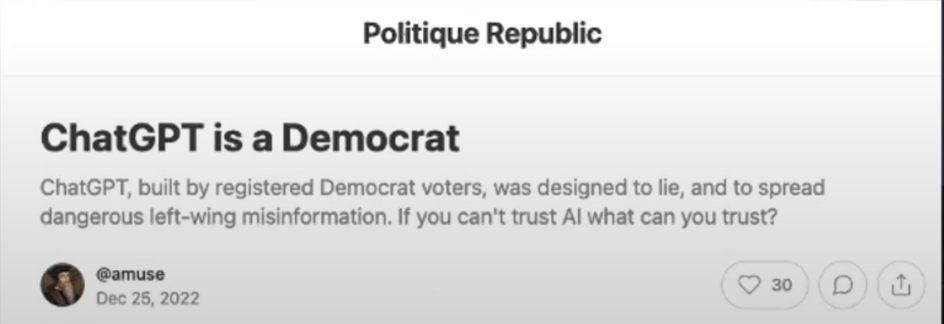 Politique Republic
ChatGPT is a Democrat
ChatGPT, built by registered Democrat voters, was designed to lie, and to spread
dangerous left-wing misinformation. If you can't trust AI what can you trust?
@amuse
Dec 25, 2022
30